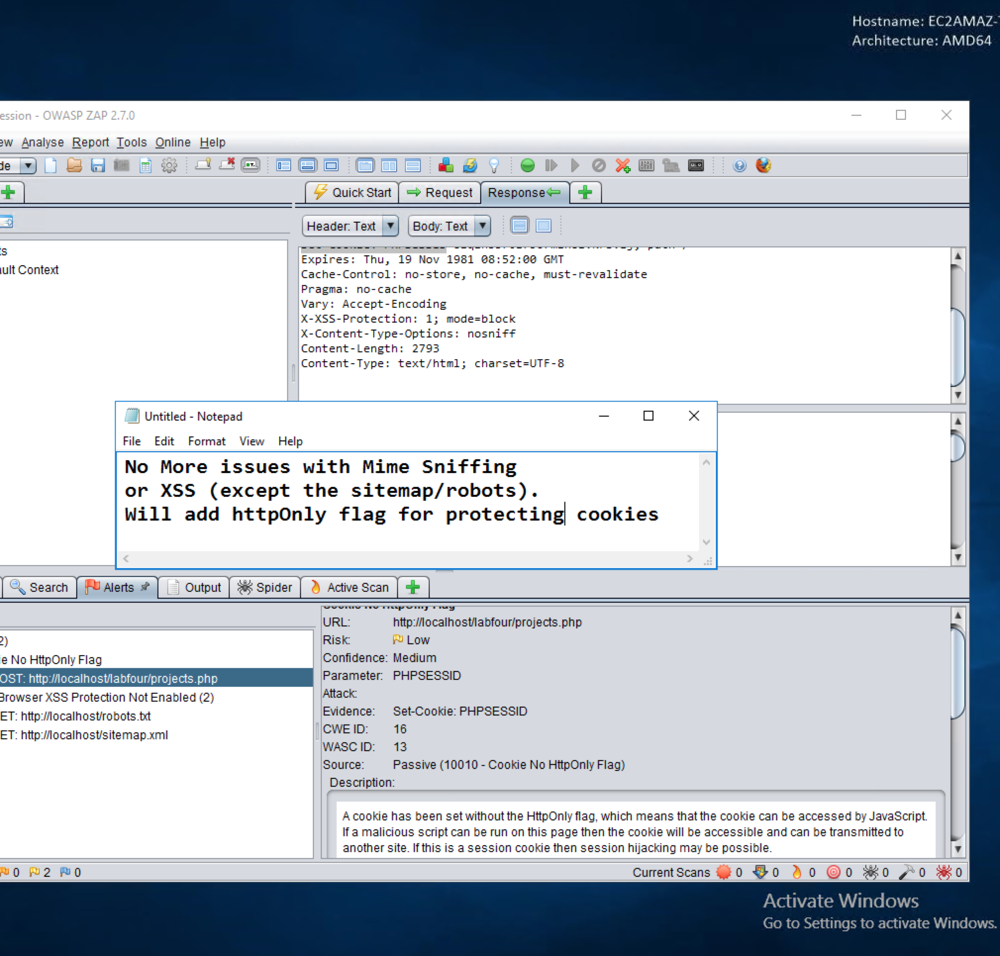 Hostname: EC2AMAZ-
Architecture: AMD64
ession - OWASP ZAP 2.7.0
ew Analyse Report Tools Online Help
de
Quick Start Request Response
Header: Text Body: Text
ts
ault Context
Expires: Thu, 19 Nov 1981 08:52:00 GMT
Cache-Control: no-store, no-cache, must-revalidate
Pragma: no-cache
Vary: Accept-Encoding
X-XSS-Protection: 1; mode=block
X-Content-Type-Options: nosniff
Content-Length: 2793
Content-Type: text/html; charset=UTF-8
Untitled - Notepad
File Edit Format View Help
No More issues with Mime Sniffing
or XSS (except the sitemap/robots).
Will add httpOnly flag for protecting cookies
Search Alerts Output Spider Active Scan
2)
ie No HttpOnly Flag
OST: http://localhost/labfour/projects.php
Browser XSS Protection Not Enabled (2)
ET: http://localhost/robots.txt
ET: http://localhost/sitemap.xml
Cookie No HttpOnly Flag
URL: http://localhost/labfour/projects.php
Risk: Low
Confidence: Medium
Parameter: PHPSESSID
Attack:
Evidence: Set-Cookie: PHPSESSID
CWE ID: 16
WASC ID: 13
Source: Passive (10010 - Cookie No HttpOnly Flag)
Description:
A cookie has been set without the HttpOnly flag, which means that the cookie can be accessed by JavaScript.
If a malicious script can be run on this page then the cookie will be accessible and can be transmitted to
another site. If this is a session cookie then session hijacking may be possible.
0 2 0
Current Scans 0 0 0 0 0 0 0
Activate Windows
Go to Settings to activate Windows.